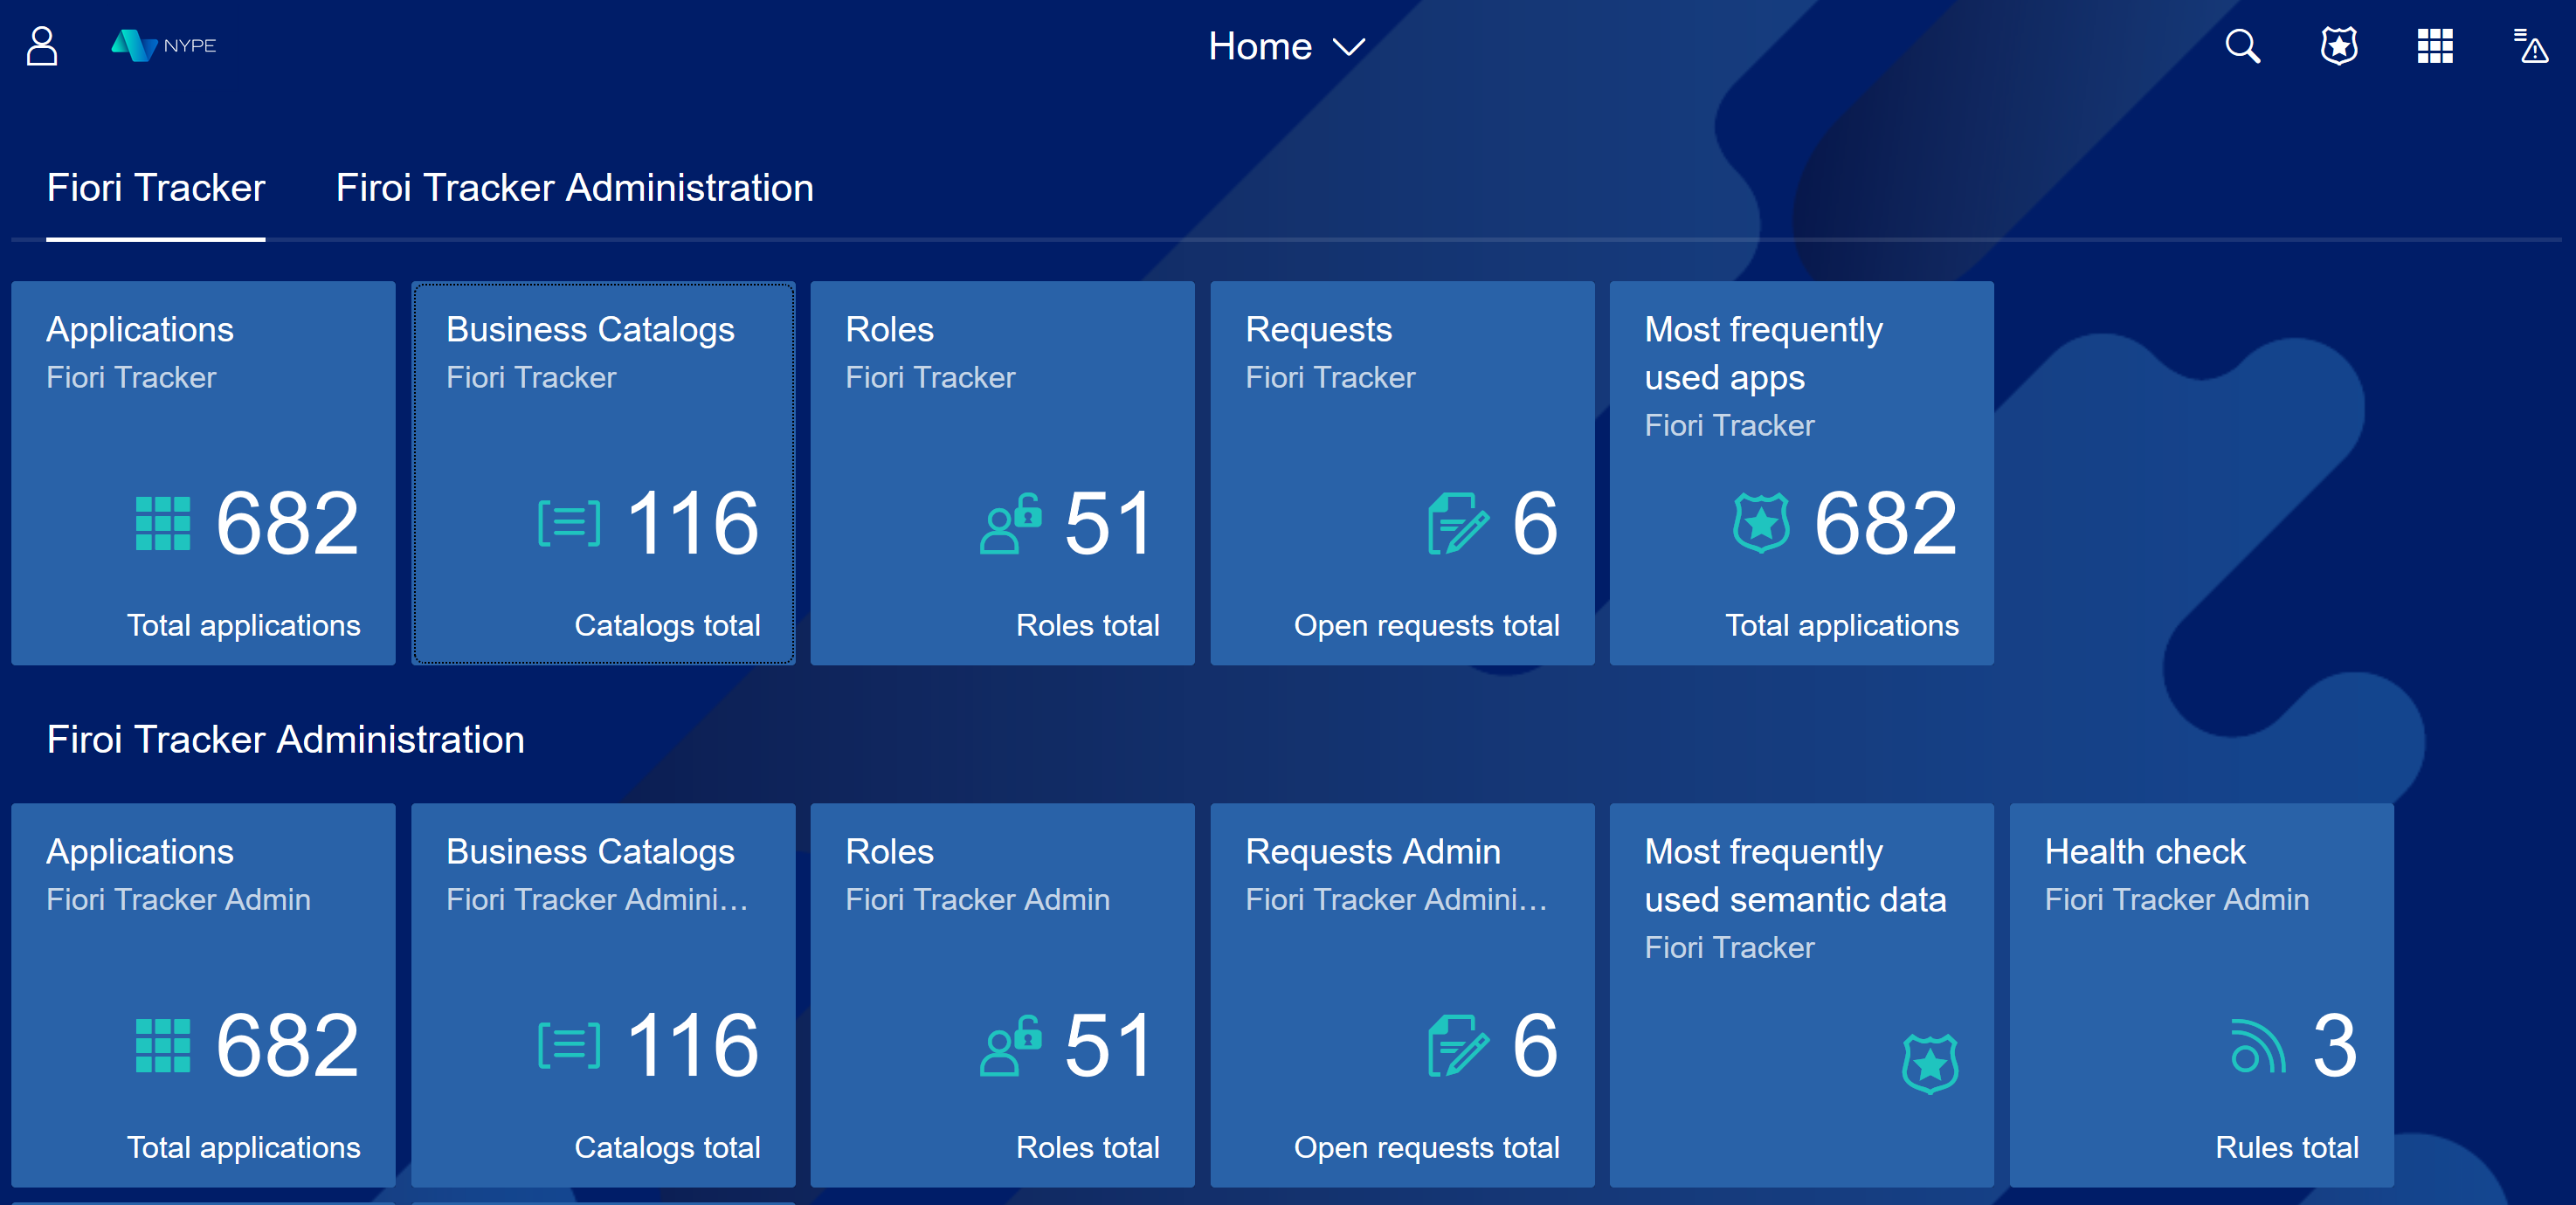 NYPE
Home
Fiori Tracker
Firoi Tracker Administration
Applications
Fiori Tracker
682
Total applications
Business Catalogs
Fiori Tracker
116
Catalogs total
Roles
Fiori Tracker
51
Roles total
Requests
Fiori Tracker
6
Open requests total
Most frequently
used apps
Fiori Tracker
682
Total applications
Firoi Tracker Administration
Applications
Fiori Tracker Admin
682
Total applications
Business Catalogs
Fiori Tracker Admini...
116
Catalogs total
Roles
Fiori Tracker Admin
51
Roles total
Requests Admin
Fiori Tracker Admini...
6
Open requests total
Most frequently
used semantic data
Fiori Tracker
Health check
Fiori Tracker Admin
3
Rules total